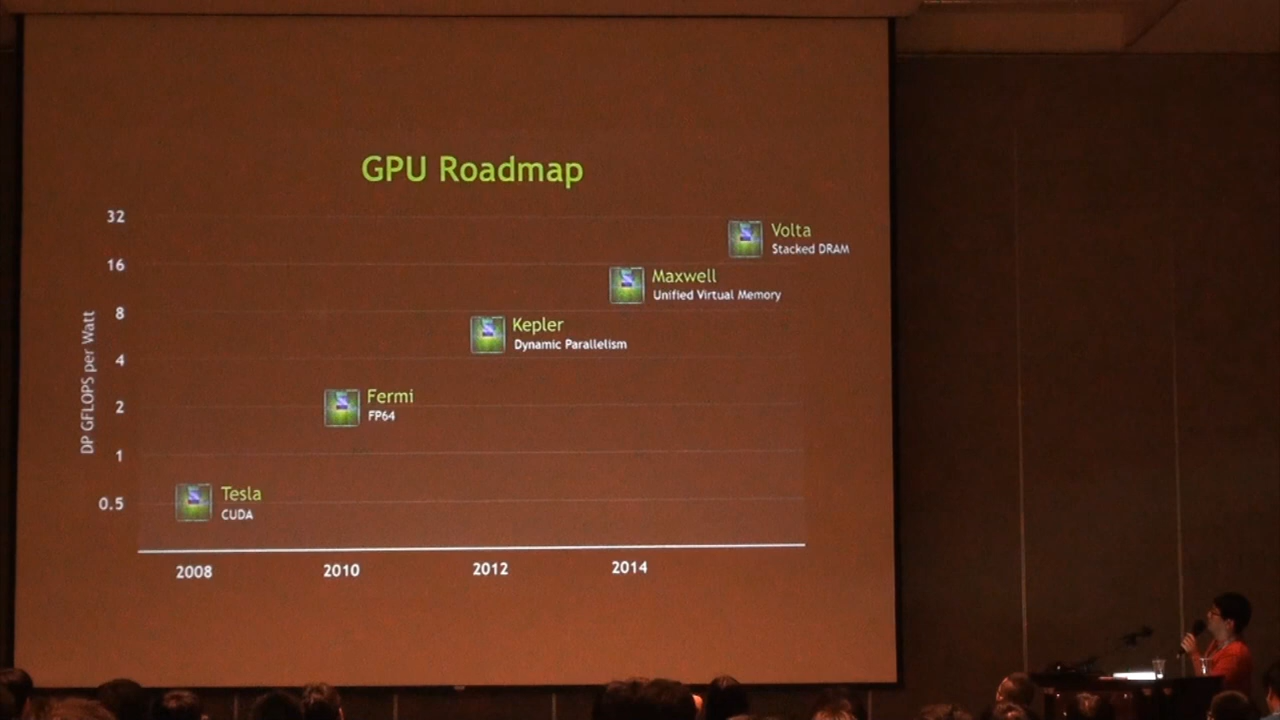 GPU Roadmap
32
16
8
4
2
1
0.5
DP GFLOPS per Watt
Volta
Stacked DRAM
Maxwell
Unified Virtual Memory
Kepler
Dynamic Parallelism
Fermi
FP64
Tesla
CUDA
2008
2010
2012
2014